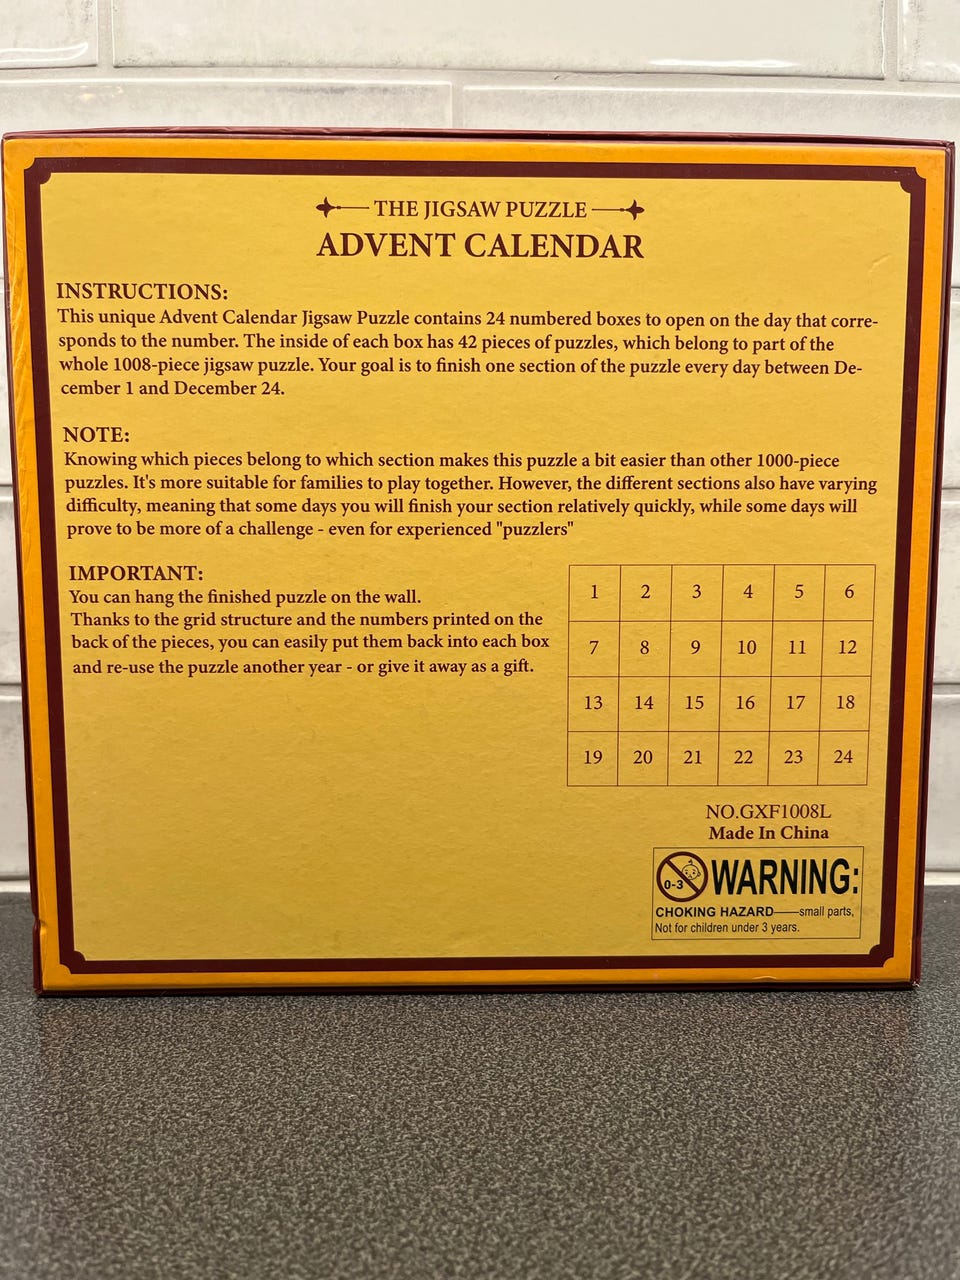 THE JIGSAW PUZZLE
ADVENT CALENDAR
INSTRUCTIONS:
This unique Advent Calendar Jigsaw Puzzle contains 24 numbered boxes to open on the day that corre-
sponds to the number. The inside of each box has 42 pieces of puzzles, which belong to part of the
whole 1008-piece jigsaw puzzle. Your goal is to finish one section of the puzzle every day between De-
cember 1 and December 24.
NOTE:
Knowing which pieces belong to which section makes this puzzle a bit easier than other 1000-piece
puzzles. It's more suitable for families to play together. However, the different sections also have varying
difficulty, meaning that some days you will finish your section relatively quickly, while some days will
prove to be more of a challenge - even for experienced "puzzlers"
IMPORTANT:
You can hang the finished puzzle on the wall.
Thanks to the grid structure and the numbers printed on the
back of the pieces, you can easily put them back into each box
and re-use the puzzle another year - or give it away as a gift.
1 2 3 4 5 6
7 8 9 10 11 12
13 14 15 16 17 18
19 20 21 22 23 24
NO.GXF1008L
Made In China
0-3 WARNING:
CHOKING HAZARD——small parts,
Not for children under 3 years.